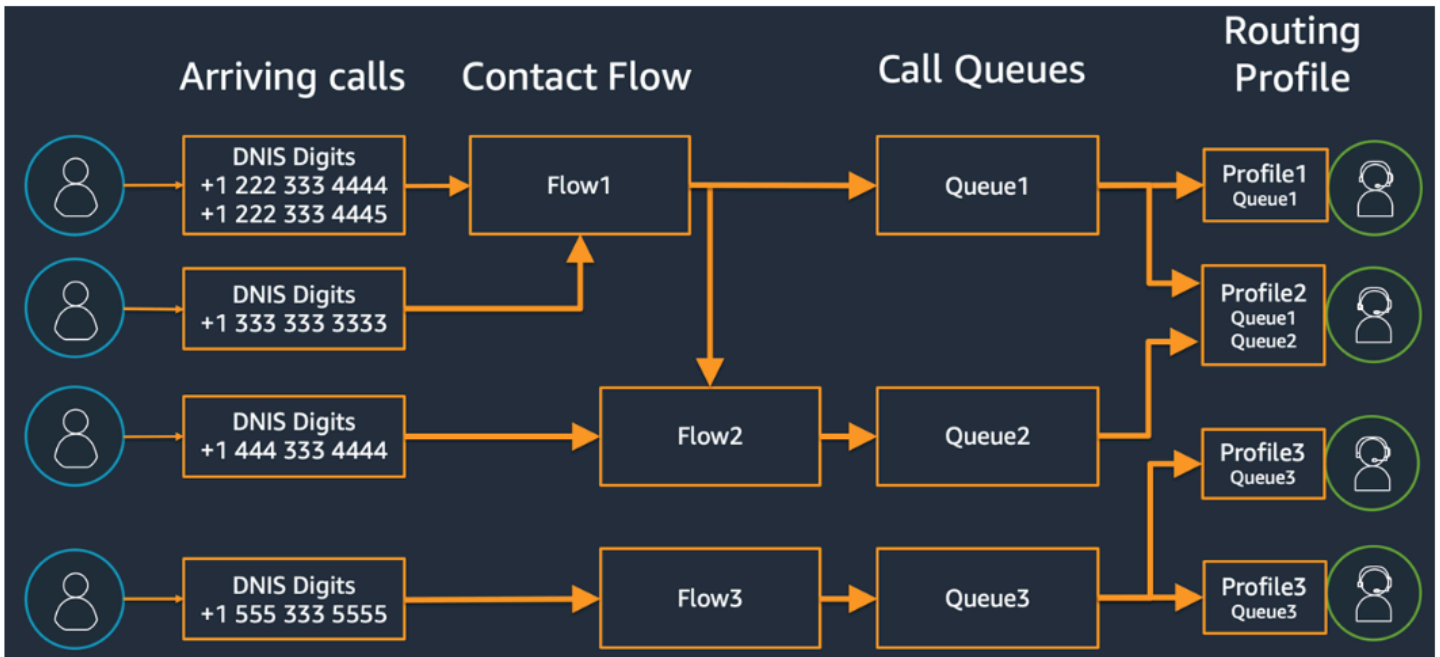 Arriving calls
Contact Flow
Call Queues
Routing
Profile
DNIS Digits
+1 222 333 4444
+1 222 333 4445
Flow1
Queue1
Profile1
Queue1
DNIS Digits
+1 333 333 3333
Profile2
Queue1
Queue2
DNIS Digits
+1 444 333 4444
Flow2
Queue2
Profile3
Queue3
DNIS Digits
+1 555 333 5555
Flow3
Queue3
Profile3
Queue3